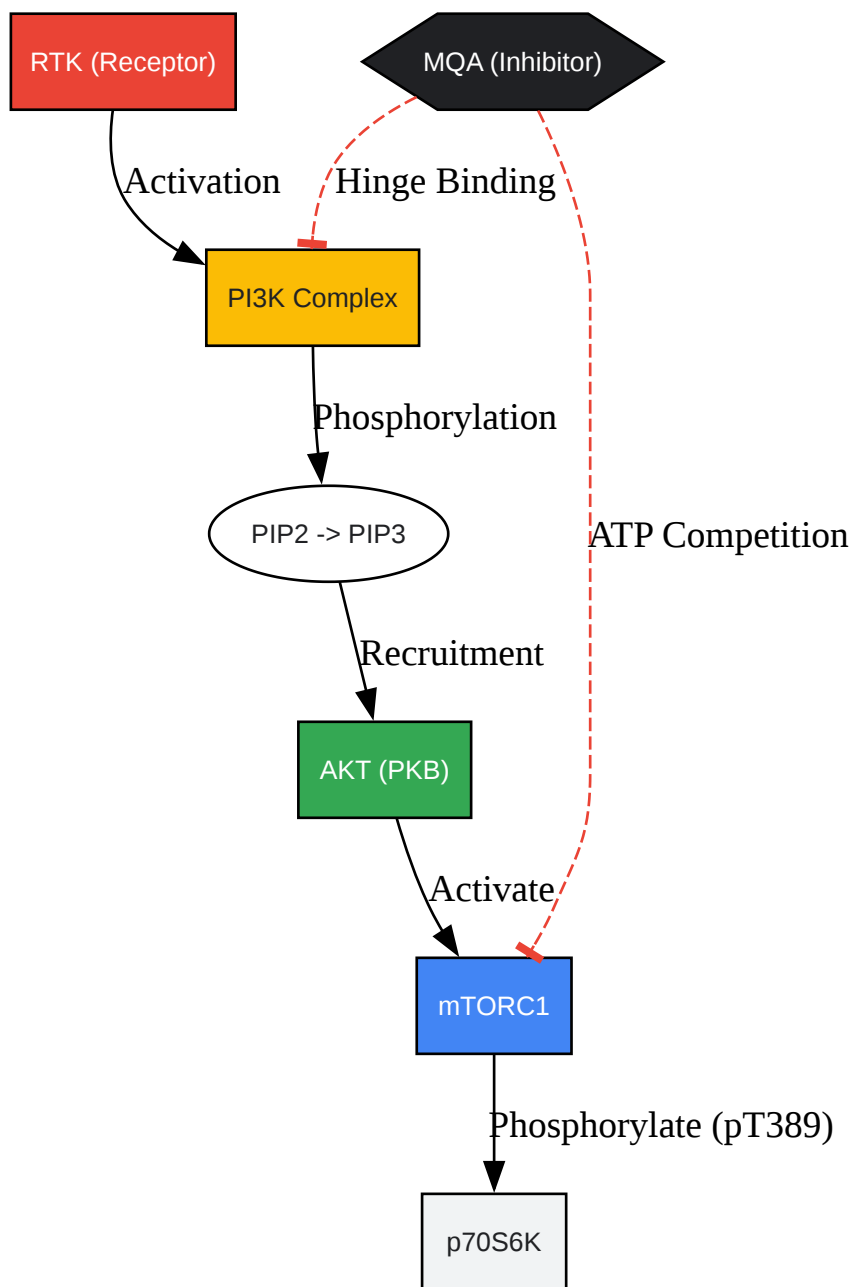 RTK (Receptor)
MQA (Inhibitor)
Activation
Hinge Binding
PI3K Complex
Phosphorylation
PIP2 -> PIP3
ATP Competition
Recruitment
AKT (PKB)
Activate
mTORC1
Phosphorylate (pT389)
p70S6K